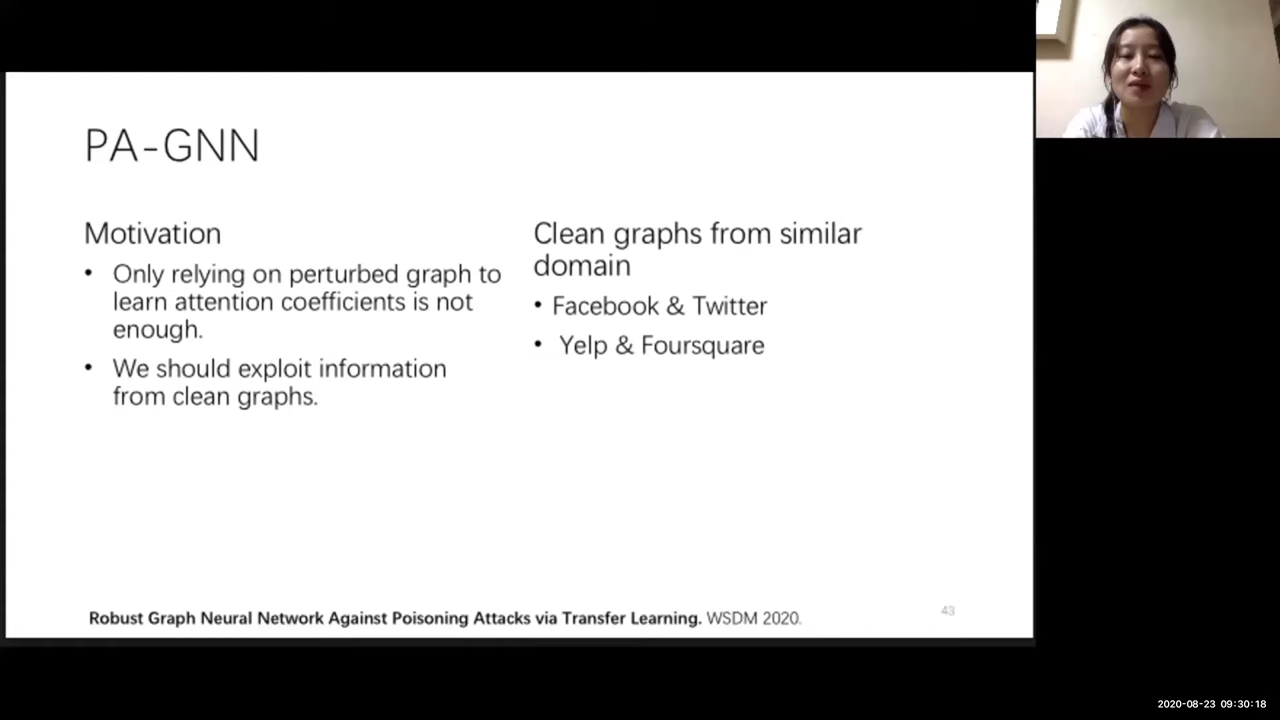 PA-GNN
Motivation
• Only relying on perturbed graph to
learn attention coefficients is not
enough.
• We should exploit information
from clean graphs.
Clean graphs from similar
domain
• Facebook & Twitter
• Yelp & Foursquare
Robust Graph Neural Network Against Poisoning Attacks via Transfer Learning. WSDM 2020.
43
2020-08-23 09:30:18